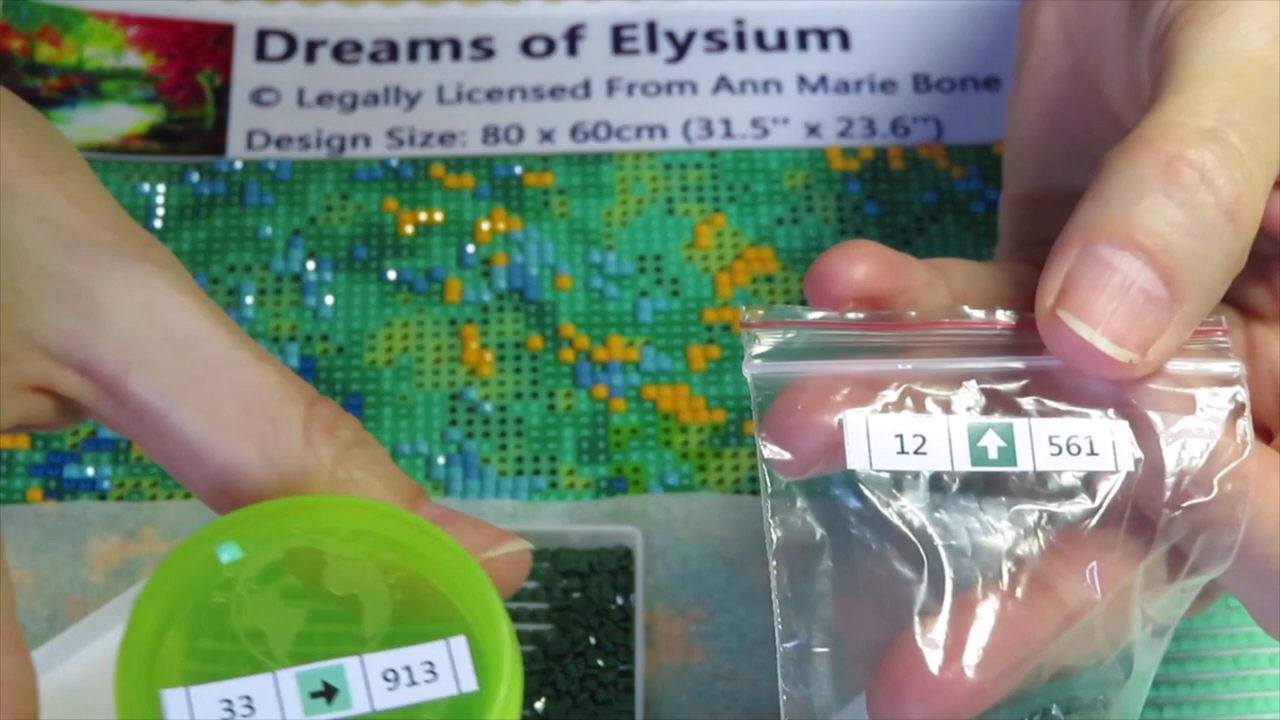 Dreams of Elysium
© Legally Licensed From Ann Marie Bone
Design Size: 80 x 60cm (31.5" x 23.6")
12 ↑ 561
33 → 913